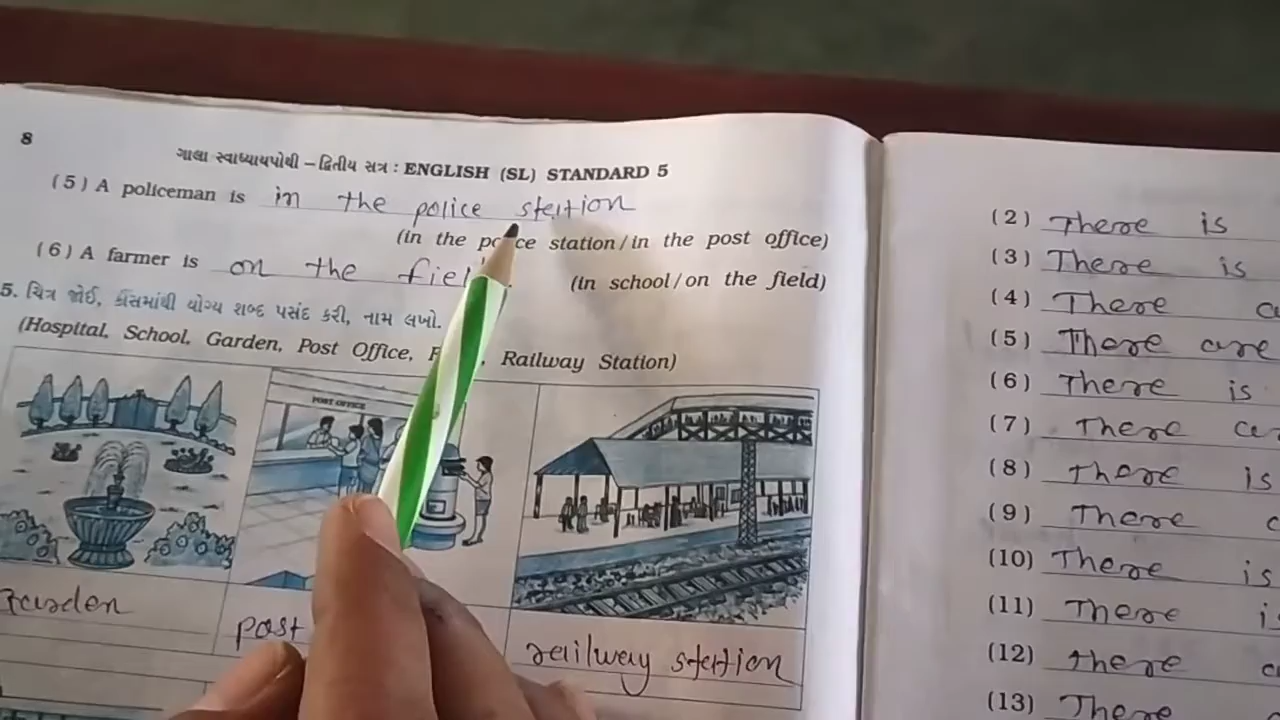 8
ગાલા સ્વાધ્યાયપોથી – દ્વિતીય સત્ર : ENGLISH (SL) STANDARD 5
(5) A policeman is in the police station
(in the police station/in the post office)
(6) A farmer is on the field
(in school/on the field)
5. ચિત્ર જોઈ, કૌંસમાંથી યોગ્ય શબ્દ પસંદ કરી, નામ લખો.
(Hospital, School, Garden, Post Office, Railway Station)
POST OFFICE
Garden
post
railway station
(2) There is
(3) There is
(4) There
(5) There are
(6) There is
(7) There
(8) There is
(9) There
(10) There is
(11) There
(12) There
(13) There